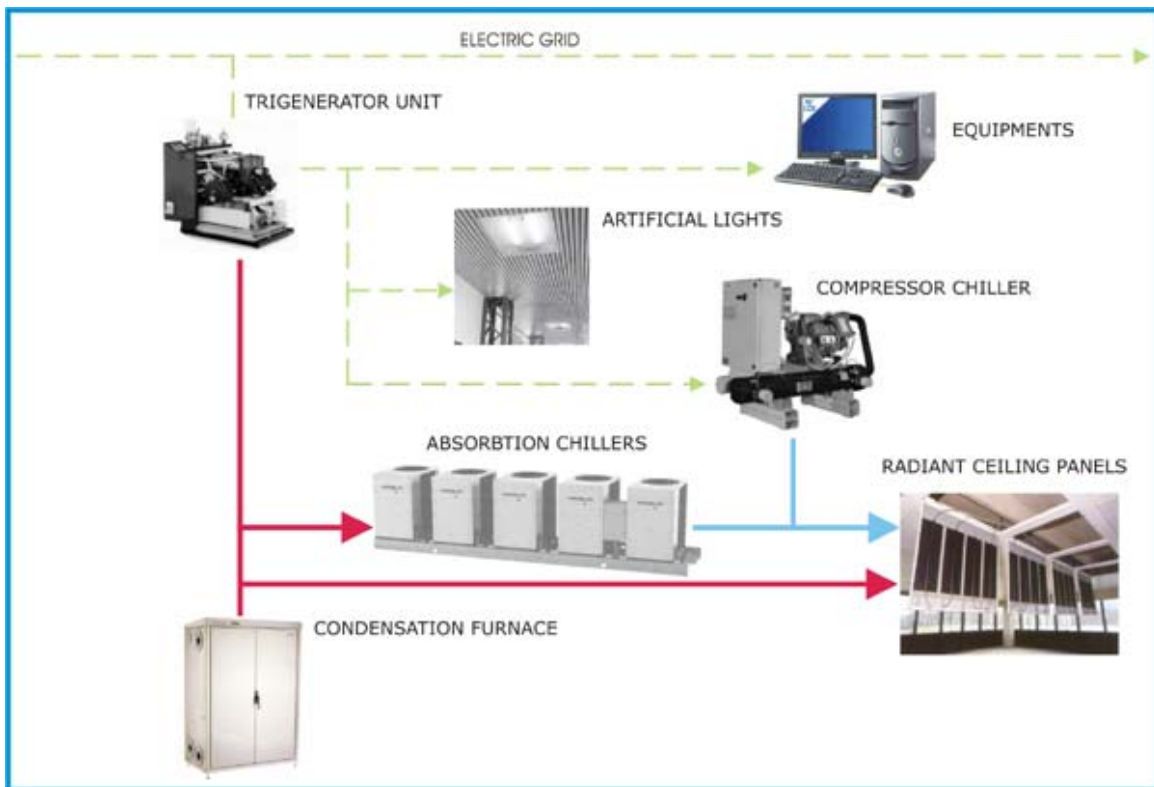 ELECTRIC GRID
TRIGENERATOR UNIT
EQUIPMENTS
ARTIFICIAL LIGHTS
COMPRESSOR CHILLER
ABSORBTION CHILLERS
RADIANT CEILING PANELS
CONDENSATION FURNACE